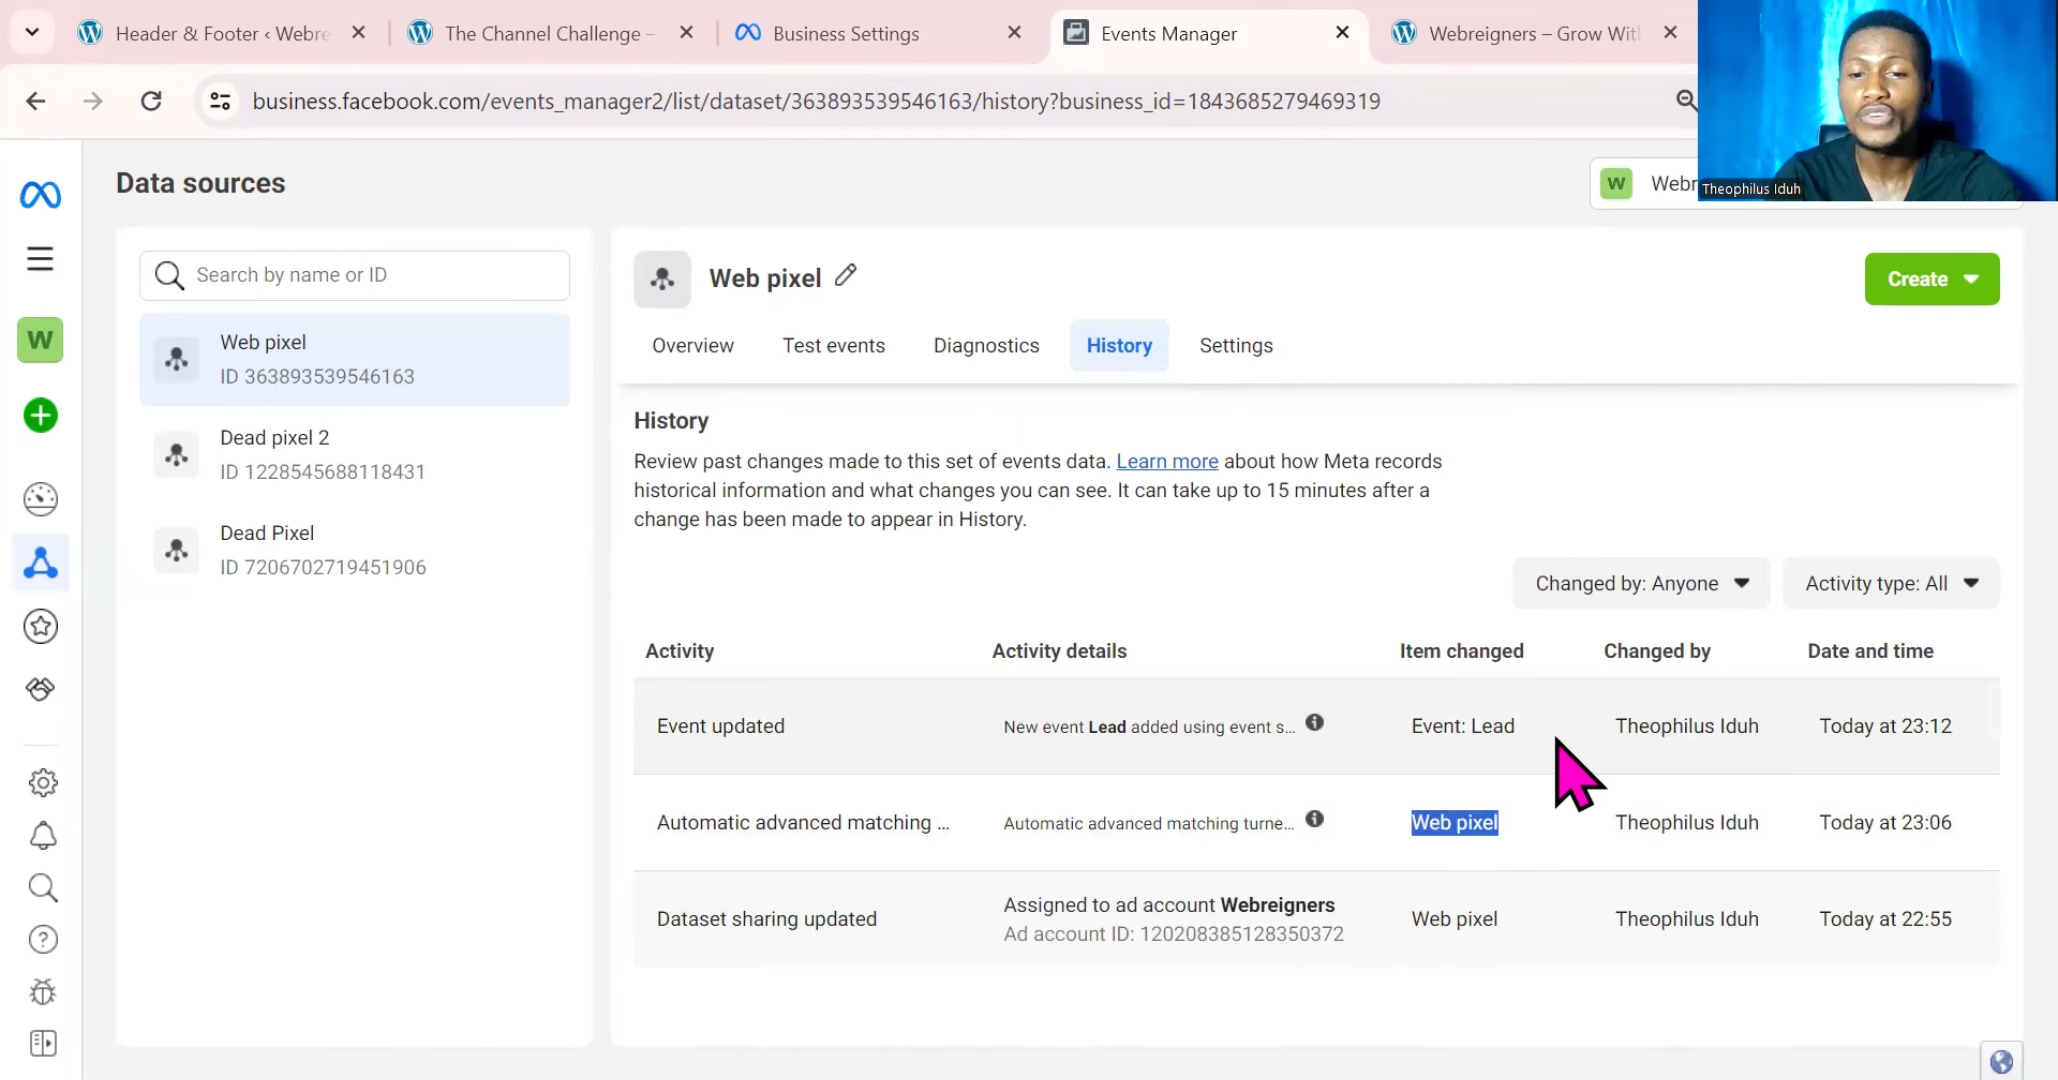 Header & Footer ‹ Webre
The Channel Challenge –
Business Settings
Events Manager
Webreigners – Grow With
business.facebook.com/events_manager2/list/dataset/363893539546163/history?business_id=1843685279469319
Theophilus Iduh
Data sources
W
Webr
W
Search by name or ID
Web pixel
ID 363893539546163
Dead pixel 2
ID 1228545688118431
Dead Pixel
ID 7206702719451906
Web pixel
Create
Overview
Test events
Diagnostics
History
Settings
History
Review past changes made to this set of events data. Learn more about how Meta records
historical information and what changes you can see. It can take up to 15 minutes after a
change has been made to appear in History.
Changed by: Anyone
Activity type: All
Activity
Activity details
Item changed
Changed by
Date and time
Event updated
New event Lead added using event s...
Event: Lead
Theophilus Iduh
Today at 23:12
Automatic advanced matching ...
Automatic advanced matching turne...
Web pixel
Theophilus Iduh
Today at 23:06
Dataset sharing updated
Assigned to ad account Webreigners
Ad account ID: 120208385128350372
Web pixel
Theophilus Iduh
Today at 22:55